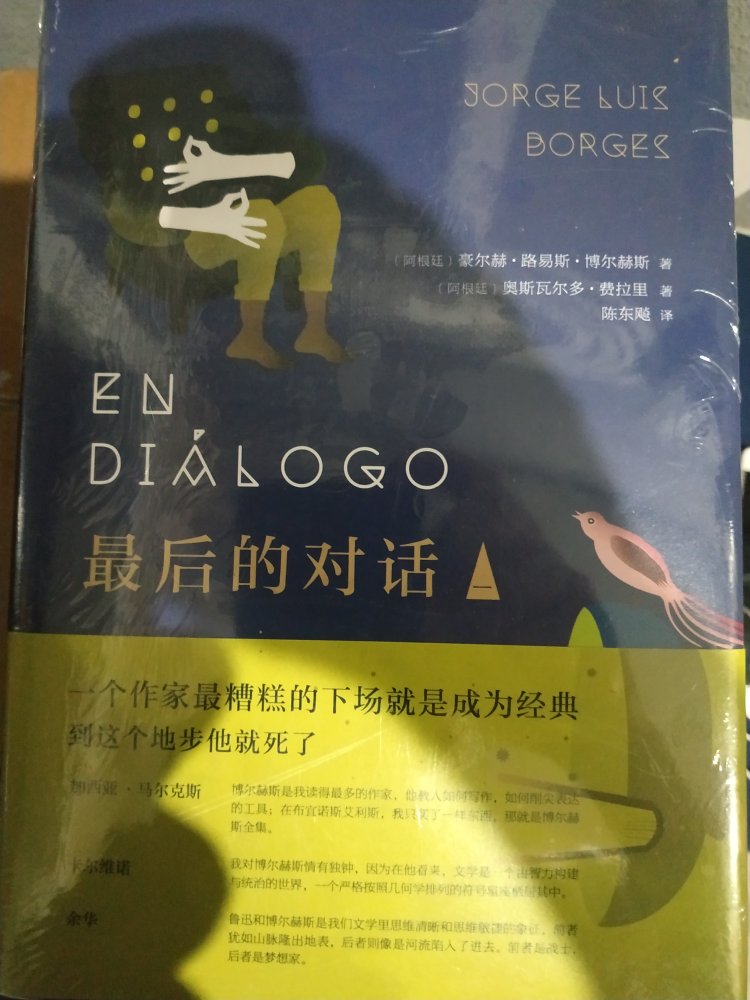 JORGE LUIS
BORGES
（阿根廷）豪尔赫·路易斯·博尔赫斯 著
（阿根廷）奥斯瓦尔多·费拉里 著
陈东飚 译
EN
DIÁLOGO
最后的对话 一
一个作家最糟糕的下场就是成为经典
到这个地步他就死了
加西亚·马尔克斯
博尔赫斯是我读得最多的作家，他教人如何写作，如何削尖表达
的工具；在布宜诺斯艾利斯，我只买了一样东西，那就是博尔赫
斯全集。
卡尔维诺
我对博尔赫斯情有独钟，因为在他看来，文学是一个由智力构建
与统治的世界，一个严格按照几何学排列的符号星座栖居其中。
余华
鲁迅和博尔赫斯是我们文学里思维清晰和思维敏捷的象征，前者
犹如山脉隆出地表，后者则像是河流陷入了进去。前者是战士，
后者是梦想家。